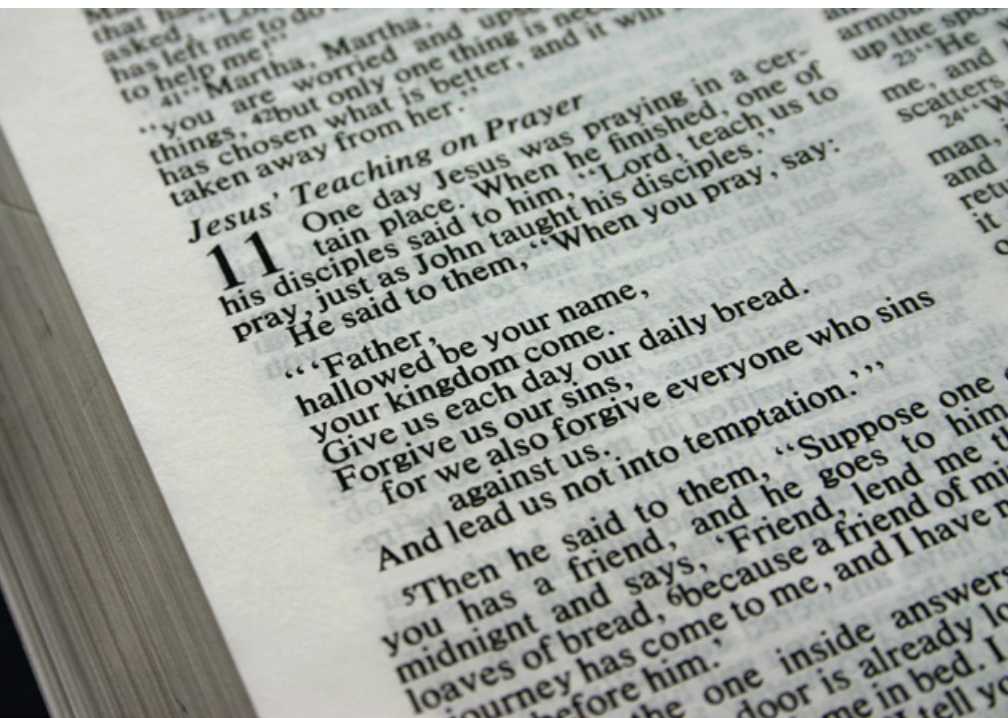 that
asked, "Lord
has left me to do
to help me!"
41"Martha, Martha,
"you are worried and
things, 42but only one thing is
has chosen what is better, and it will
taken away from her."
Jesus' Teaching on Prayer
11 One day Jesus was praying in a cer-
tain place. When he finished, one of
his disciples said to him, "Lord, teach us to
pray, just as John taught his disciples."
He said to them, "When you pray, say:
"'Father,
hallowed be your name,
your kingdom come.
Give us each day our daily bread.
Forgive us our sins,
for we also forgive everyone who sins
against us.
And lead us not into temptation.'"
5Then he said to them, "Suppose one
you has a friend, and he goes to him
midnight and says, 'Friend, lend me
loaves of bread, 6because a friend of
journey has come to me, and I have
before him.'
the one inside answers
door is already
me in bed. I
I tell
armou
up the spo
23"He
me, and
scatters
24"W
man,
and
it